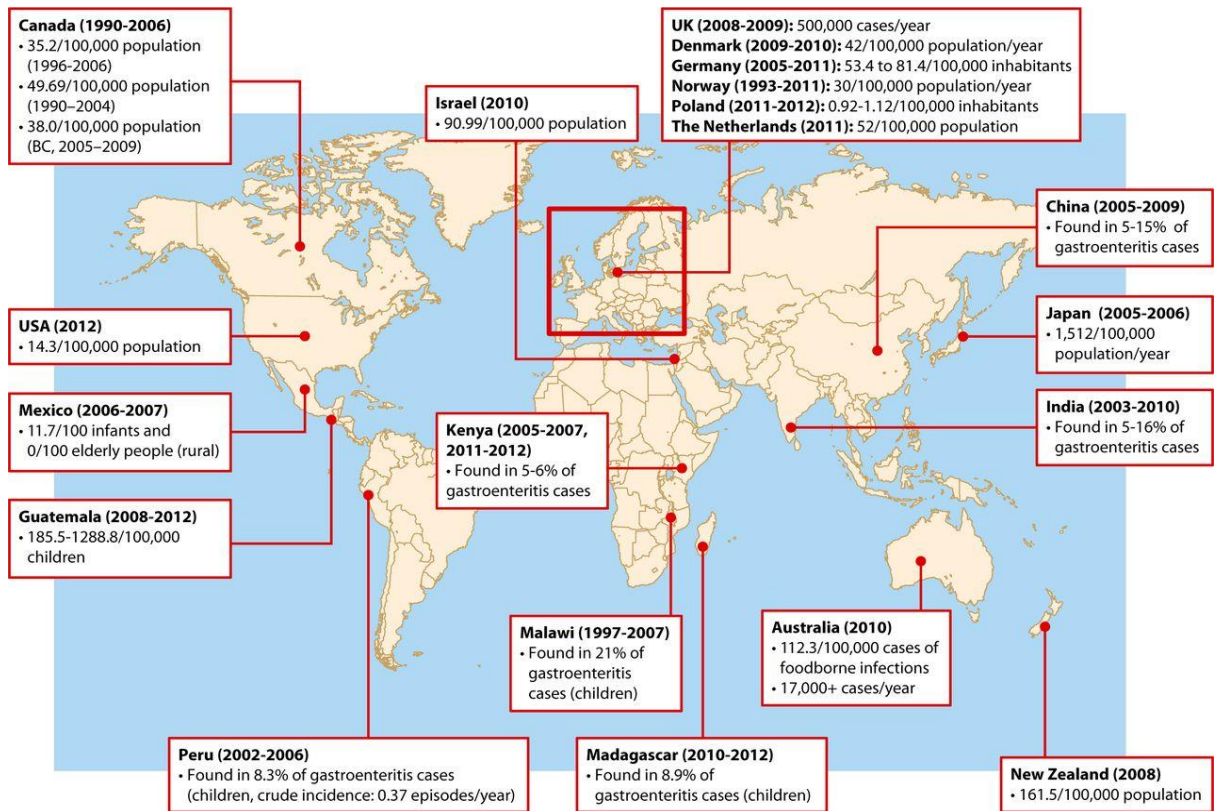 Canada (1990-2006)
• 35.2/100,000 population
(1996-2006)
• 49.69/100,000 population
(1990–2004)
• 38.0/100,000 population
(BC, 2005–2009)
UK (2008-2009): 500,000 cases/year
Denmark (2009-2010): 42/100,000 population/year
Germany (2005-2011): 53.4 to 81.4/100,000 inhabitants
Norway (1993-2011): 30/100,000 population/year
Poland (2011-2012): 0.92-1.12/100,000 inhabitants
The Netherlands (2011): 52/100,000 population
Israel (2010)
• 90.99/100,000 population
China (2005-2009)
• Found in 5-15% of
gastroenteritis cases
USA (2012)
• 14.3/100,000 population
Japan (2005-2006)
• 1,512/100,000
population/year
Mexico (2006-2007)
• 11.7/100 infants and
0/100 elderly people (rural)
Kenya (2005-2007,
2011-2012)
• Found in 5-6% of
gastroenteritis cases
India (2003-2010)
• Found in 5-16% of
gastroenteritis cases
Guatemala (2008-2012)
• 185.5-1288.8/100,000
children
Malawi (1997-2007)
• Found in 21% of
gastroenteritis
cases (children)
Australia (2010)
• 112.3/100,000 cases of
foodborne infections
• 17,000+ cases/year
Peru (2002-2006)
• Found in 8.3% of gastroenteritis cases
(children, crude incidence: 0.37 episodes/year)
Madagascar (2010-2012)
• Found in 8.9% of
gastroenteritis cases (children)
New Zealand (2008)
• 161.5/100,000 population